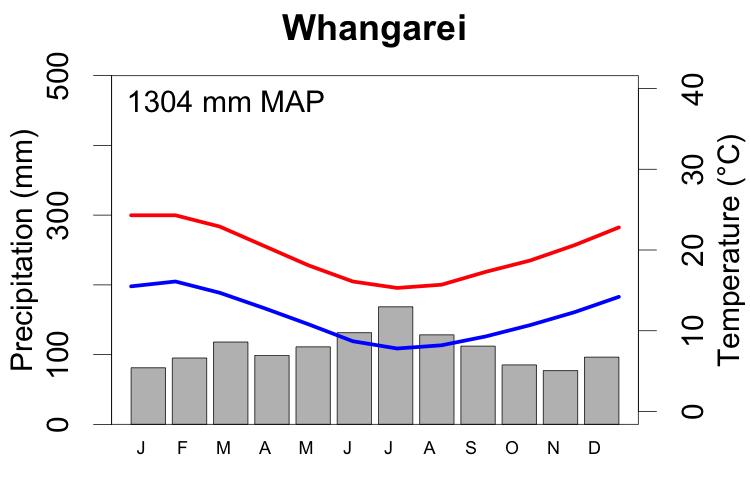 Whangarei
1304 mm MAP
Precipitation (mm)
500
300
100
0
Temperature (°C)
40
30
20
10
0
J F M A M J J A S O N D